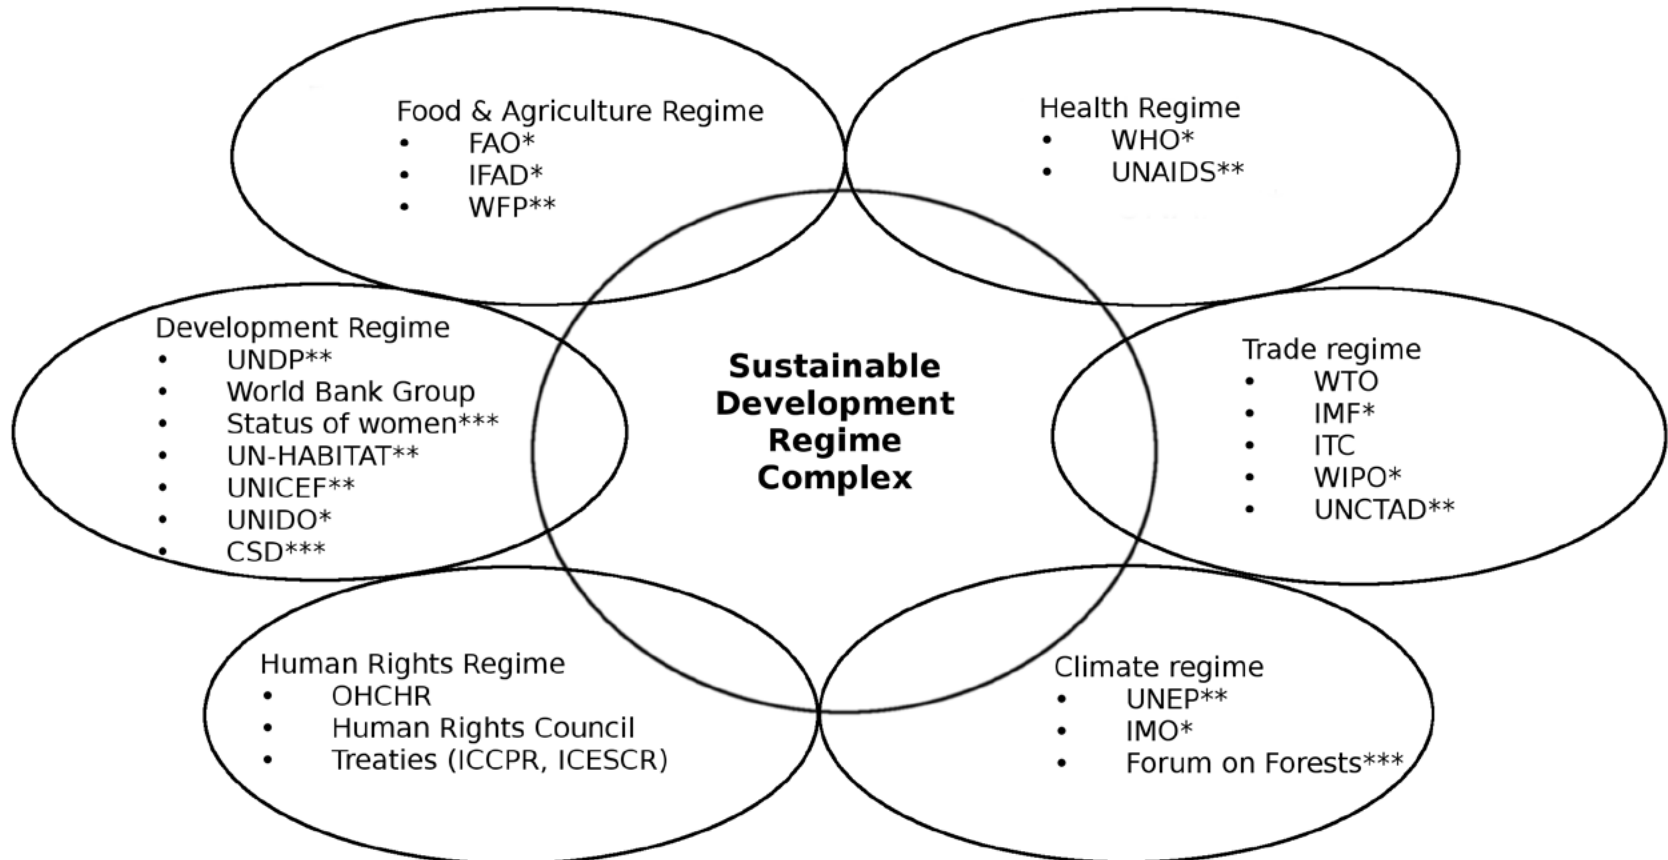 Food & Agriculture Regime
• FAO*
• IFAD*
• WFP**
Health Regime
• WHO*
• UNAIDS**
Development Regime
• UNDP**
• World Bank Group
• Status of women***
• UN-HABITAT**
• UNICEF**
• UNIDO*
• CSD***
Sustainable
Development
Regime
Complex
Trade regime
• WTO
• IMF*
• ITC
• WIPO*
• UNCTAD**
Human Rights Regime
• OHCHR
• Human Rights Council
• Treaties (ICCPR, ICESCR)
Climate regime
• UNEP**
• IMO*
• Forum on Forests***